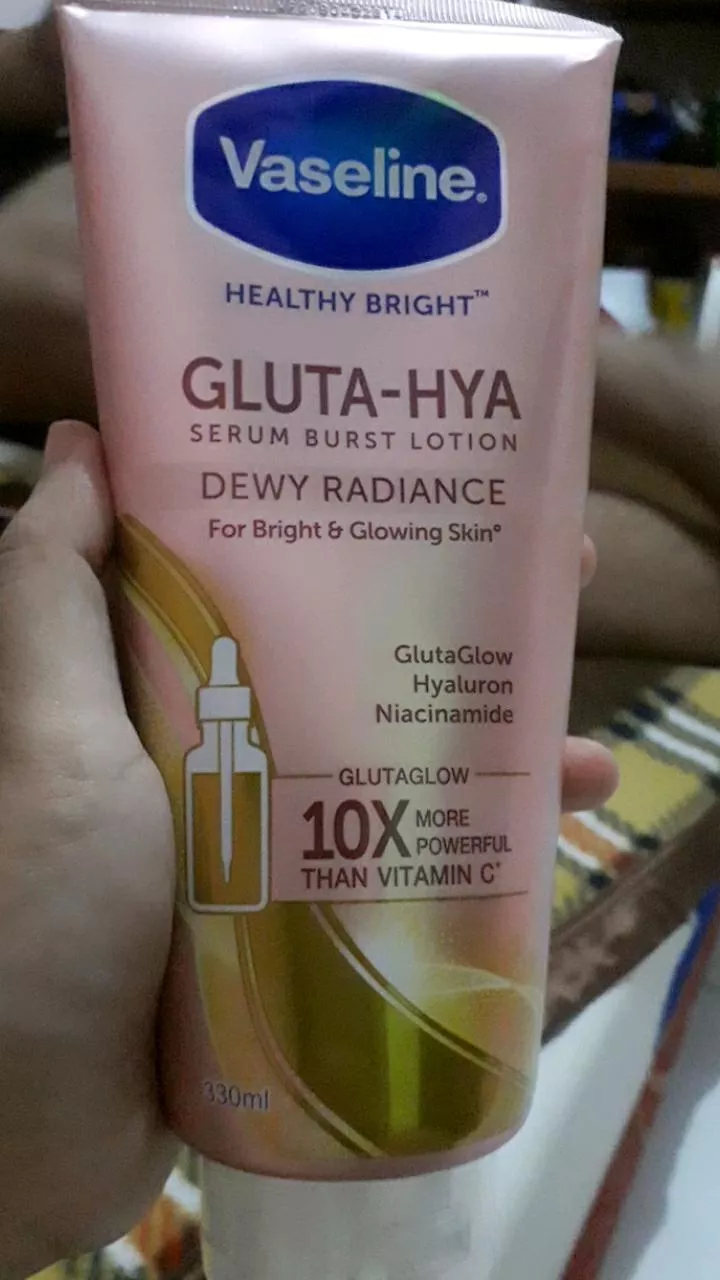 Vaseline®
HEALTHY BRIGHT™
GLUTA-HYA
SERUM BURST LOTION
DEWY RADIANCE
For Bright & Glowing Skin°
GlutaGlow
Hyaluron
Niacinamide
GLUTAGLOW
10X MORE
POWERFUL
THAN VITAMIN C*
330ml